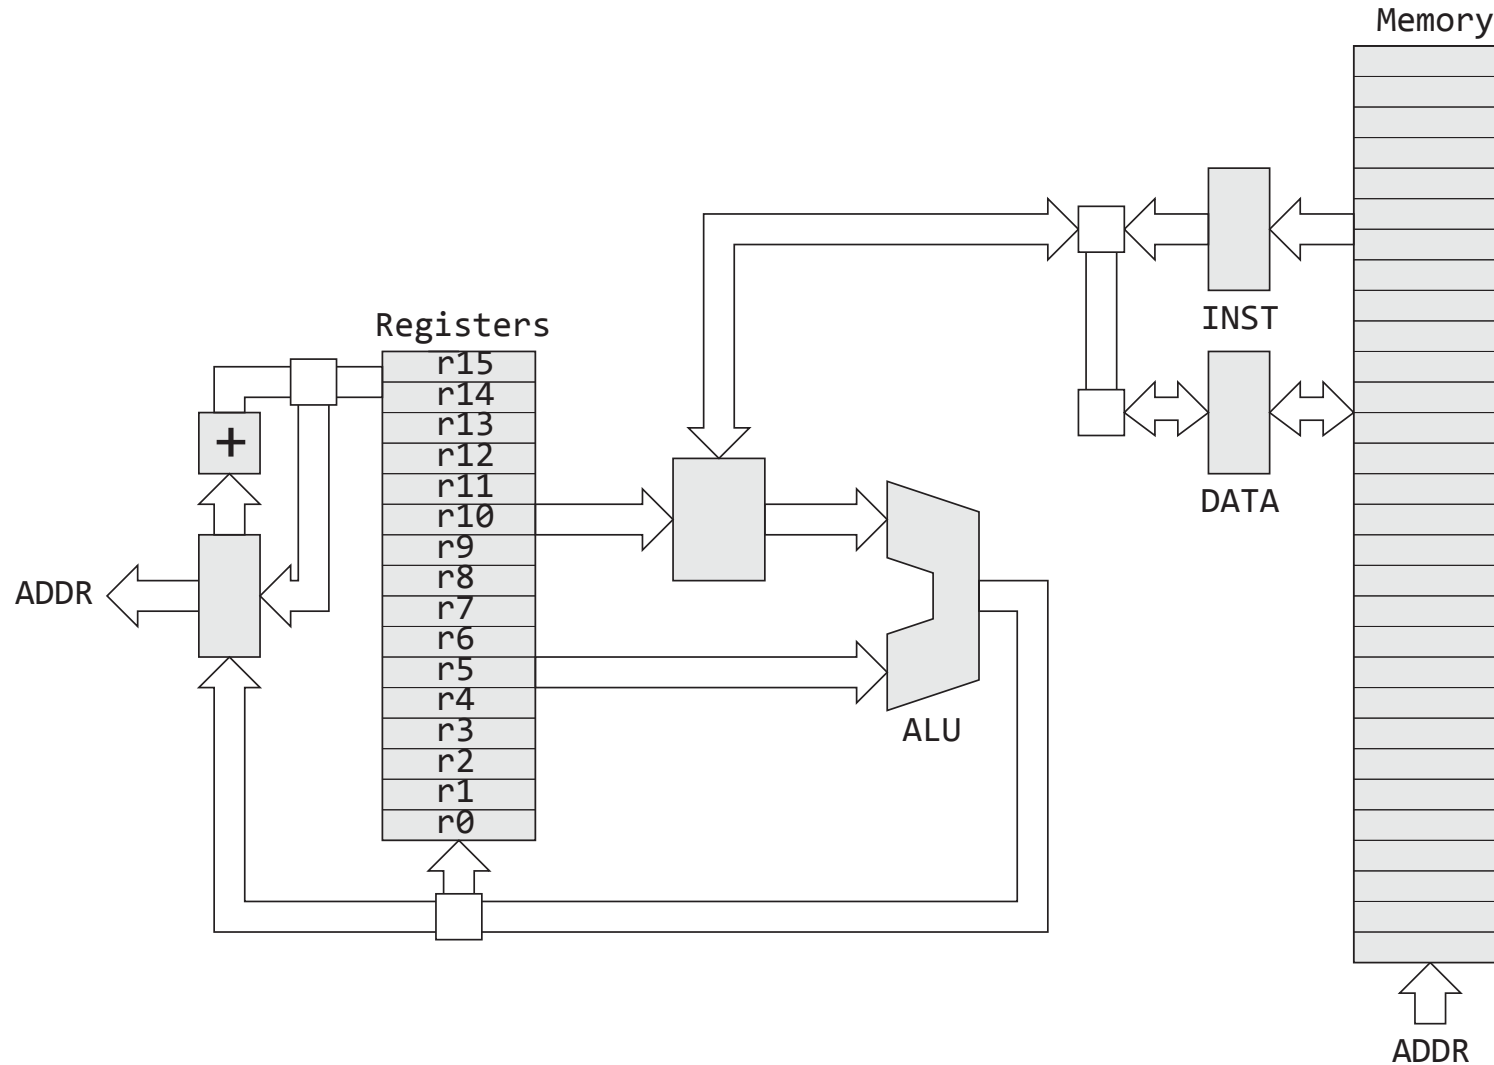 Memory
INST
Registers
r15
r14
r13
r12
r11
r10
r9
r8
r7
r6
r5
r4
r3
r2
r1
r0
+
DATA
ADDR
ALU
ADDR